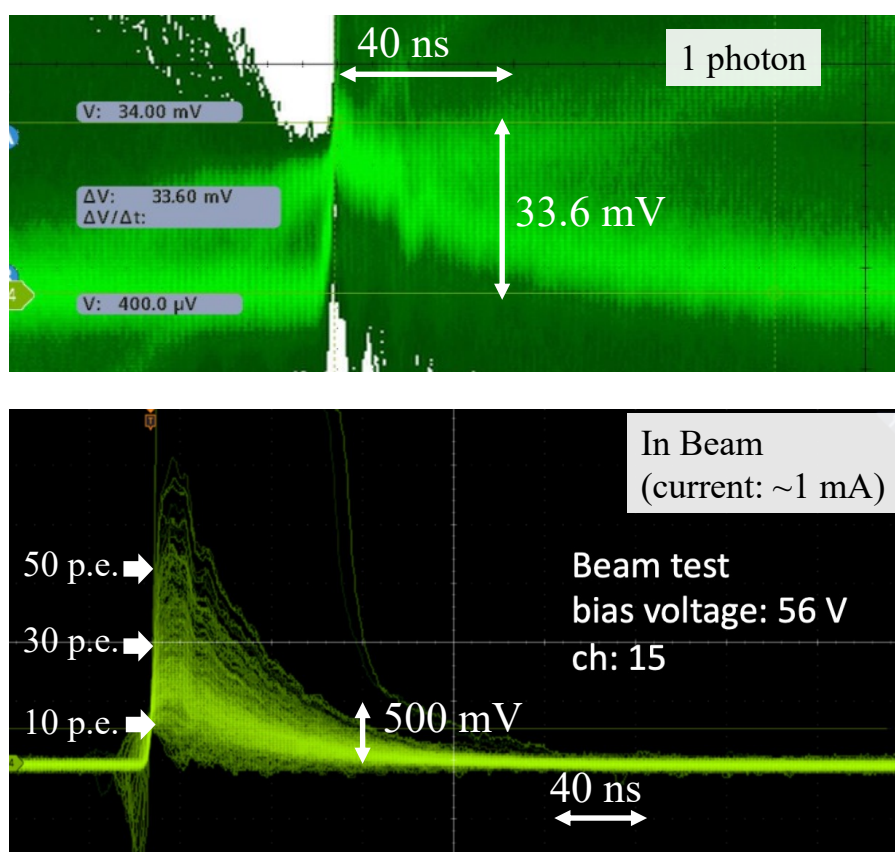 40 ns
1 photon
V: 34.00 mV
ΔV: 33.60 mV
ΔV/Δt:
33.6 mV
4
V: 400.0 µV
T
In Beam
(current: ~1 mA)
50 p.e.
Beam test
bias voltage: 56 V
30 p.e.
ch: 15
10 p.e.
500 mV
40 ns